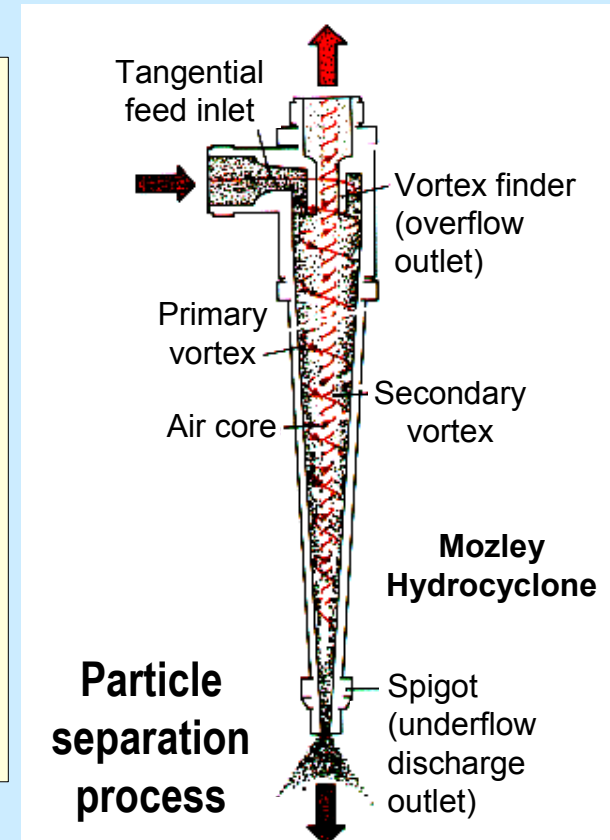 Tangential
feed inlet
Vortex finder
(overflow
outlet)
Primary
vortex
Secondary
vortex
Air core
Mozley
Hydrocyclone
Particle
separation
process
Spigot
(underflow
discharge
outlet)